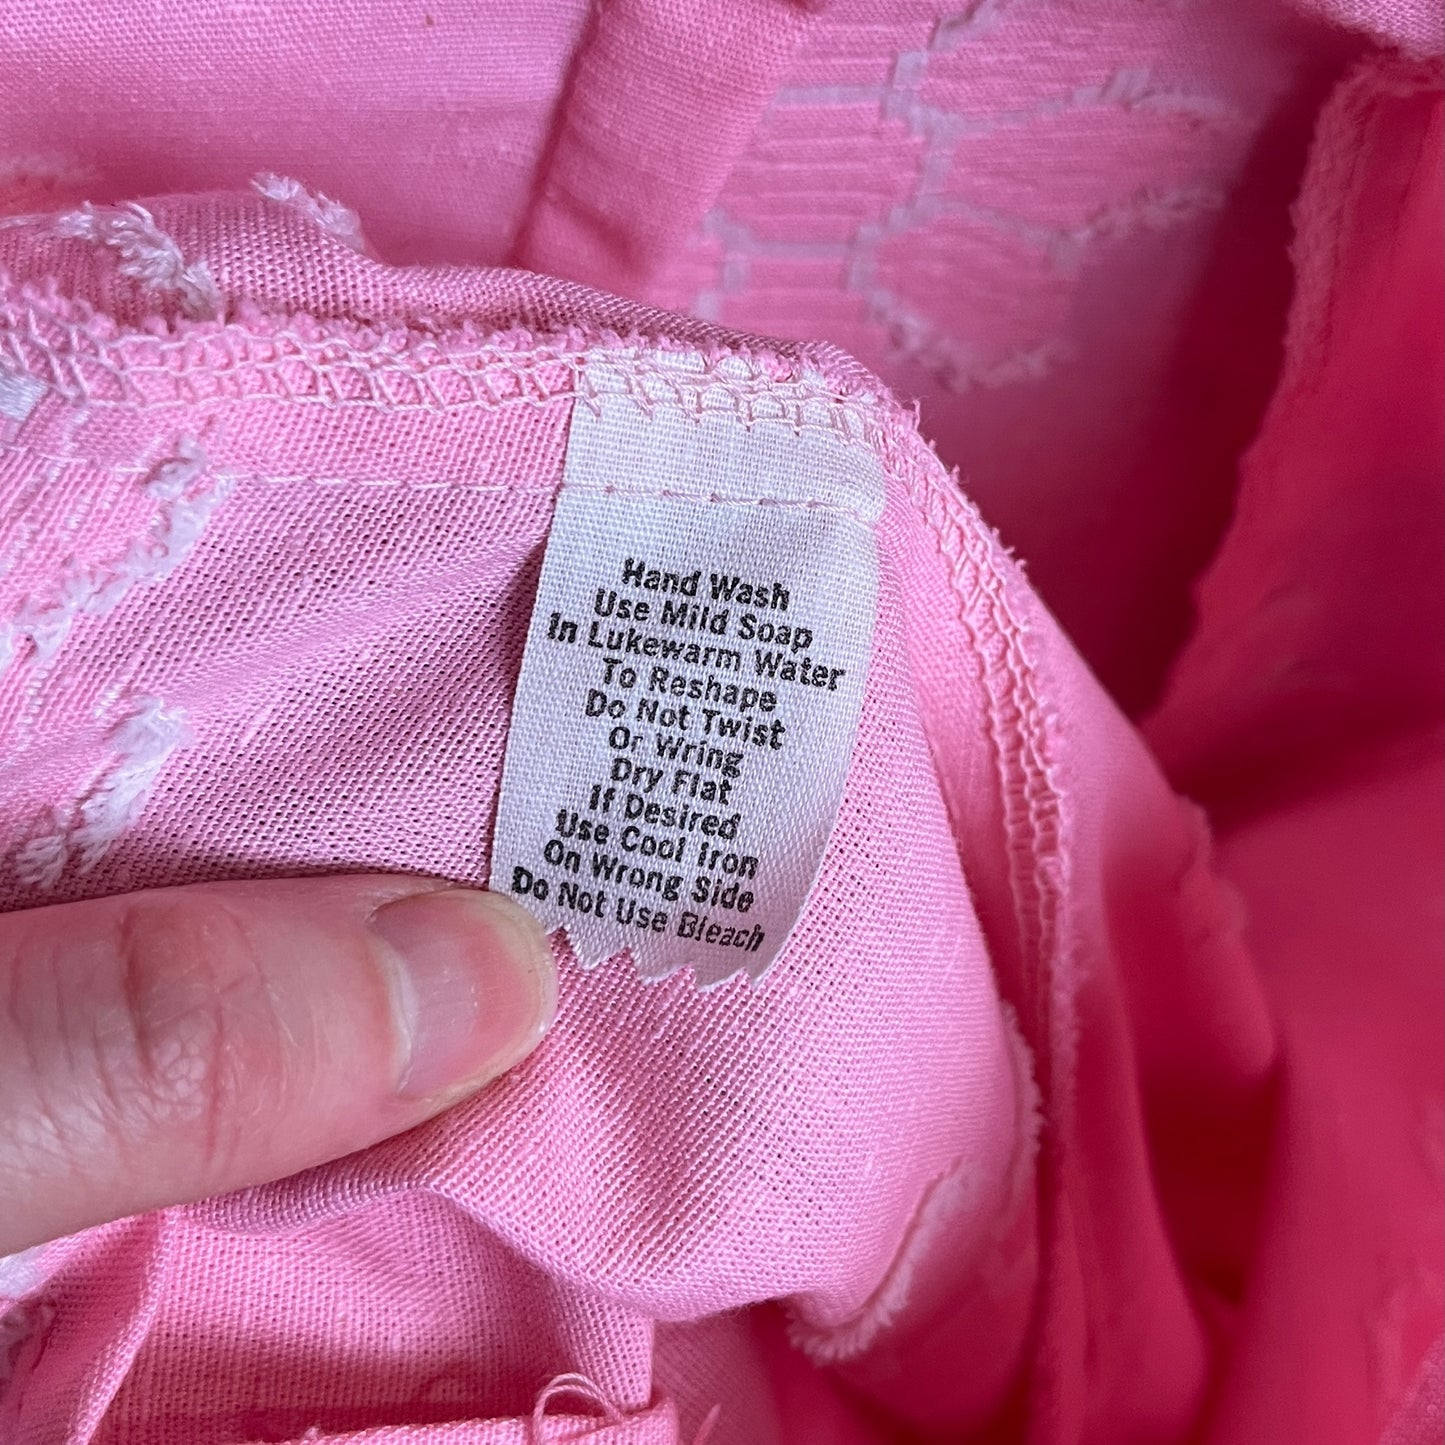 Hand Wash
Use Mild Soap
In Lukewarm Water
To Reshape
Do Not Twist
Or Wring
Dry Flat
If Desired
Use Cool Iron
On Wrong Side
Do Not Use Bleach